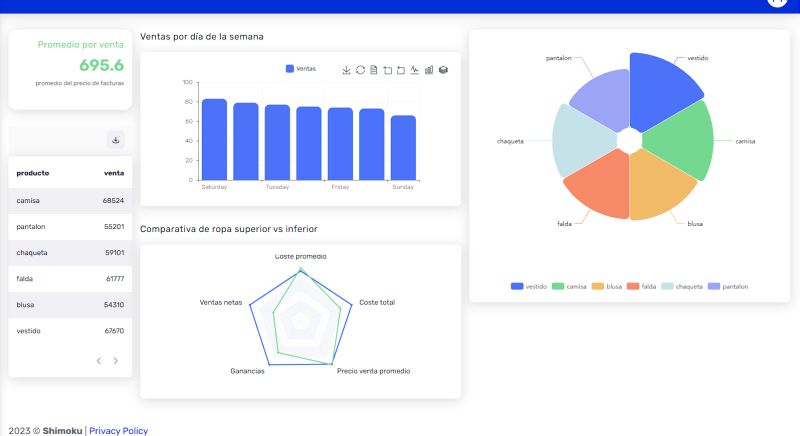 Promedio por venta
695.6
promedio del precio de facturas
producto venta
camisa 68524
pantalon 55201
chaqueta 59101
falda 61777
blusa 54310
vestido 67670
Ventas por día de la semana
Ventas
100
80
60
40
20
0
Saturday Tuesday Friday Sunday
Comparativa de ropa superior vs inferior
Coste promedio
Ventas netas
Coste total
Ganancias
Precio venta promedio
pantalon
vestido
chaqueta
camisa
falda
blusa
vestido camisa blusa falda chaqueta pantalon
2023 © Shimoku | Privacy Policy